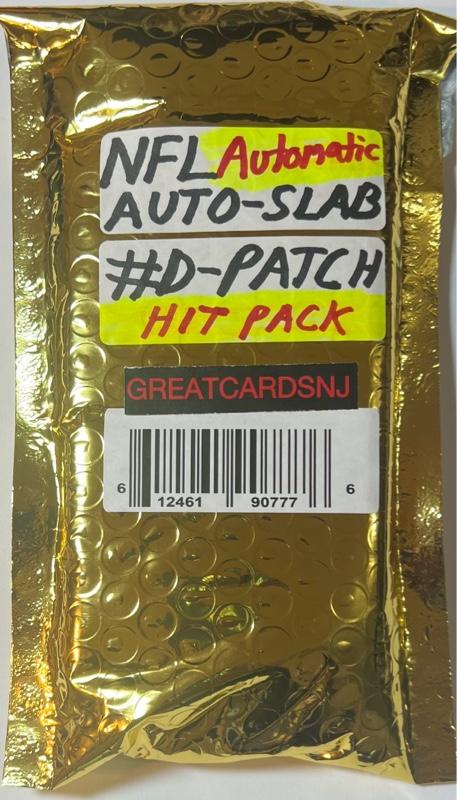 NFL Automatic
AUTO-SLAB
#D-PATCH
HIT PACK
GREATCARDSNJ
6 12461 90777 6